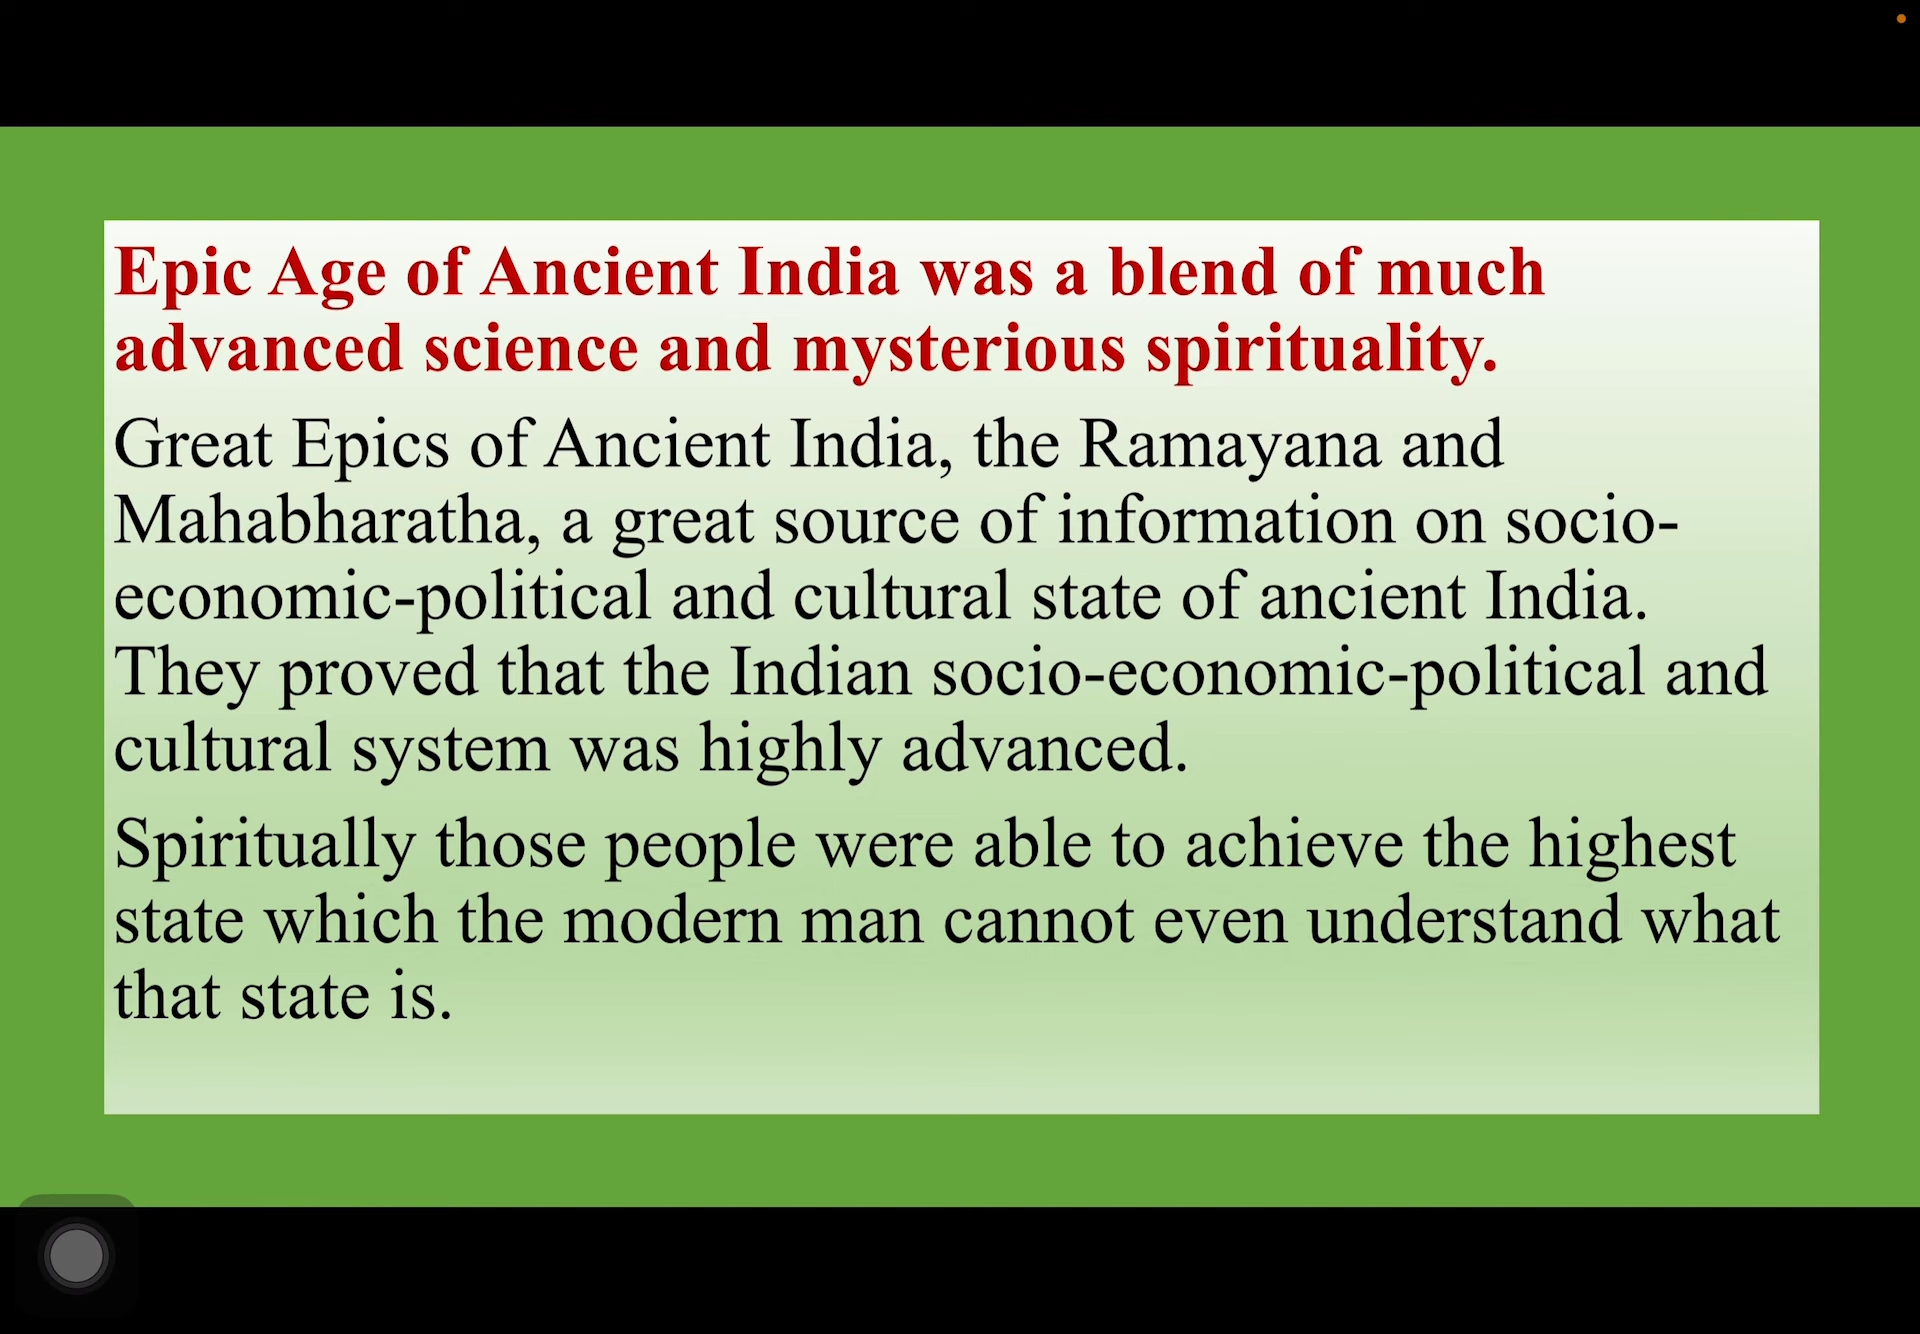 Epic Age of Ancient India was a blend of much
advanced science and mysterious spirituality.
Great Epics of Ancient India, the Ramayana and
Mahabharatha, a great source of information on socio-
economic-political and cultural state of ancient India.
They proved that the Indian socio-economic-political and
cultural system was highly advanced.
Spiritually those people were able to achieve the highest
state which the modern man cannot even understand what
that state is.